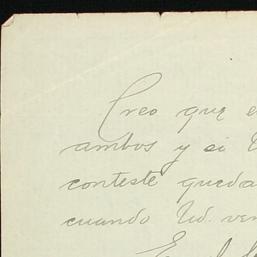 Creo que e
ambos y si U
conteste queda
cuando Ud. ven